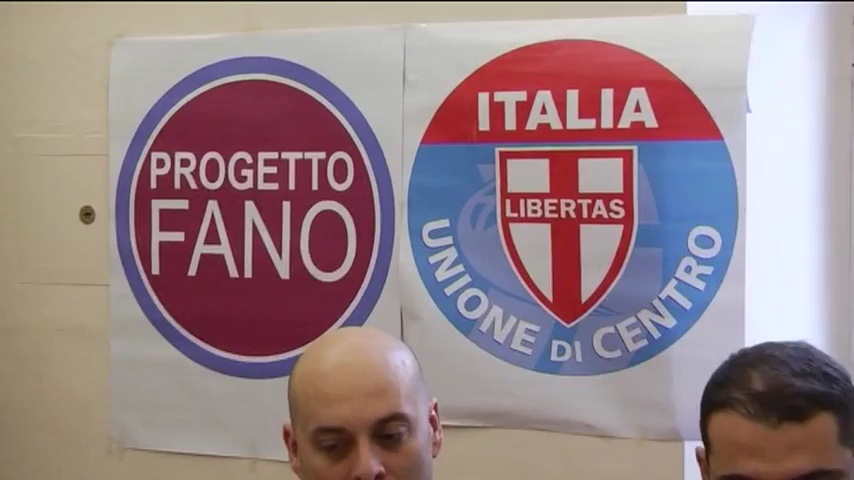 PROGETTO
FANO
ITALIA
LIBERTAS
UNIONE DI CENTRO